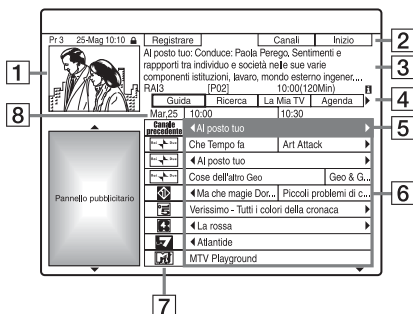 Pr 3 25-Mag 10:10 Registrare Canali Inizio
Al posto tuo: Conduce: Paola Perego, Sentimenti e
rappporti tra individuo e società nelle sue varie
componenti istituzioni, lavoro, mondo esterno ingener,...
RAI3 [P02] 10:00(120Min)
Guida Ricerca La Mia TV Agenda
Mar,25 10:00 10:30
Canale
precedente
Al posto tuo
Che Tempo fa Art Attack
Al posto tuo
Cose dell'altro Geo Geo & G...
Ma che magie Dor... Piccoli problemi di c...
Verissimo - Tutti i colori della cronaca
La rossa
Atlantide
MTV Playground
Pannello pubblicitario
1
2
3
4
5
6
7
8